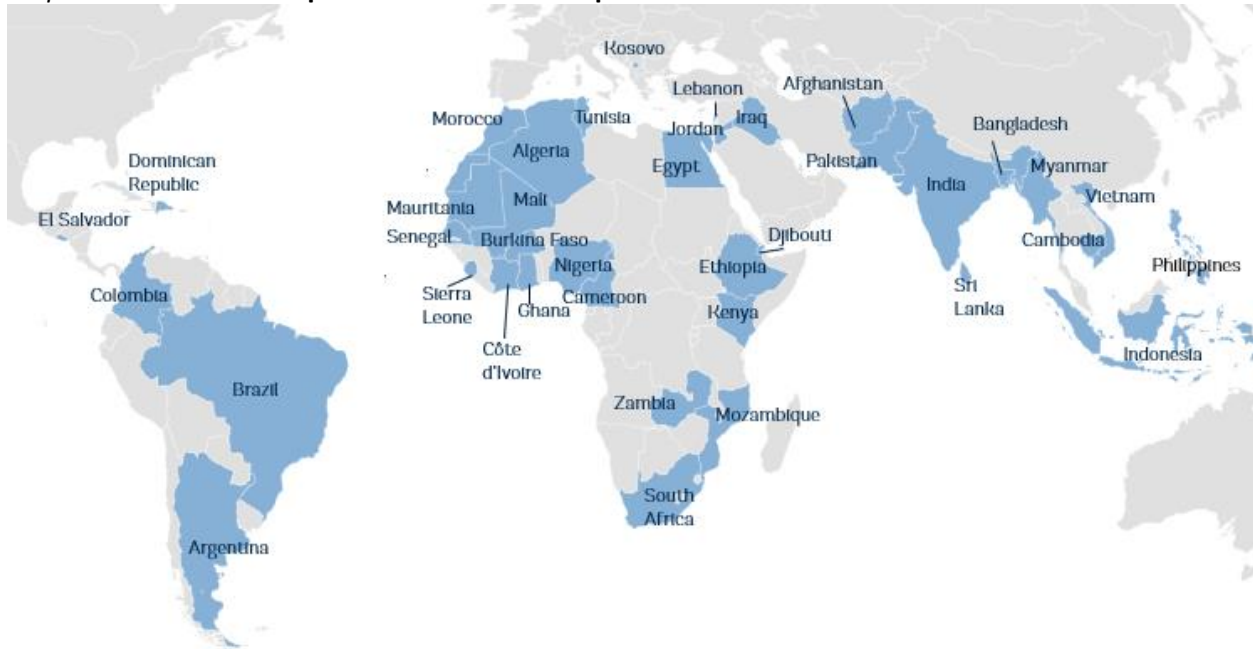 Kosovo
Lebanon
Afghanistan
Morocco
Tunisia
Jordan
Iraq
Bangladesh
Dominican
Republic
Algeria
Egypt
Pakistan
India
Myanmar
El Salvador
Mauritania
Mali
Vietnam
Senegal
Burkina Faso
Djibouti
Cambodia
Colombia
Nigeria
Ethiopia
Philippines
Sierra
Leone
Ghana
Cameroon
Kenya
Sri
Lanka
Côte
d'Ivoire
Indonesia
Brazil
Zambia
Mozambique
South
Africa
Argentina